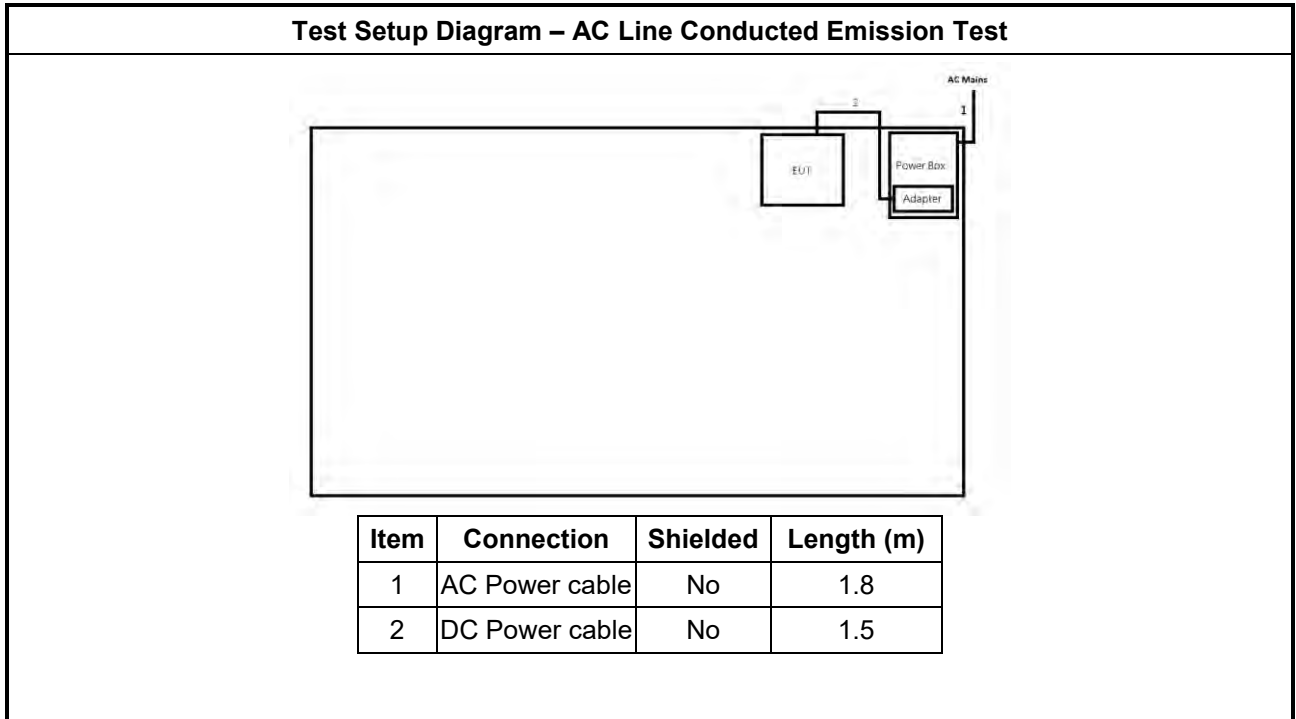 Test Setup Diagram – AC Line Conducted Emission Test
AC Mains
2
1
EUT
Power Box
Adapter
Item Connection Shielded Length (m)
1 AC Power cable No 1.8
2 DC Power cable No 1.5